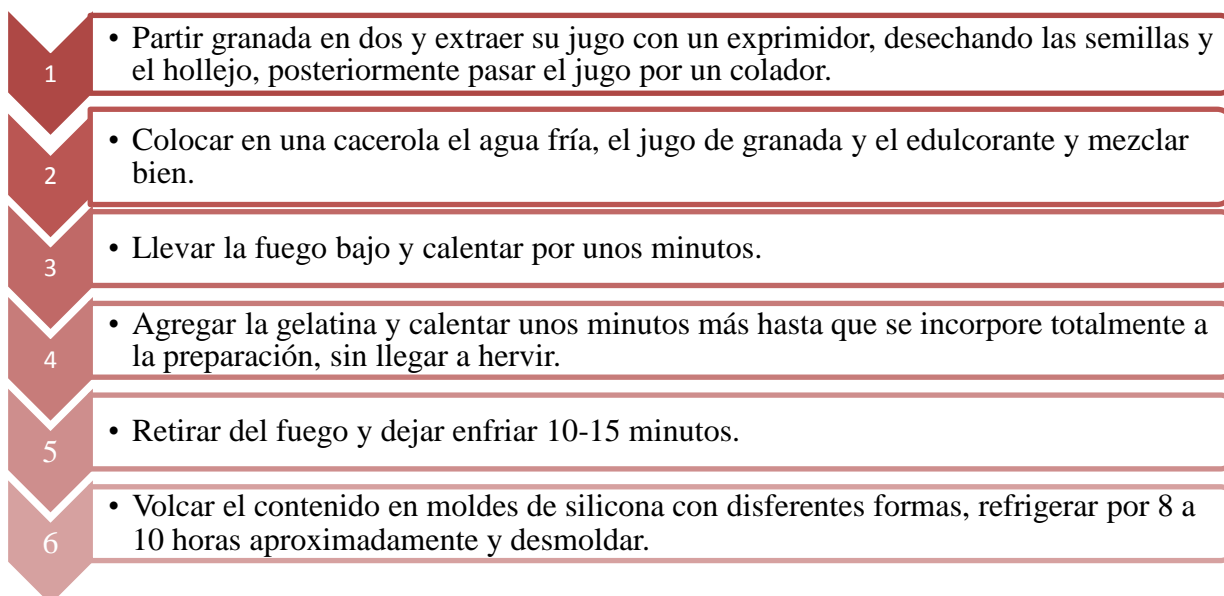 1
• Partir granada en dos y extraer su jugo con un exprimidor, desechando las semillas y
el hollejo, posteriormente pasar el jugo por un colador.
2
• Colocar en una cacerola el agua fría, el jugo de granada y el edulcorante y mezclar
bien.
3
• Llevar la fuego bajo y calentar por unos minutos.
4
• Agregar la gelatina y calentar unos minutos más hasta que se incorpore totalmente a
la preparación, sin llegar a hervir.
5
• Retirar del fuego y dejar enfriar 10-15 minutos.
6
• Volcar el contenido en moldes de silicona con disferentes formas, refrigerar por 8 a
10 horas aproximadamente y desmoldar.